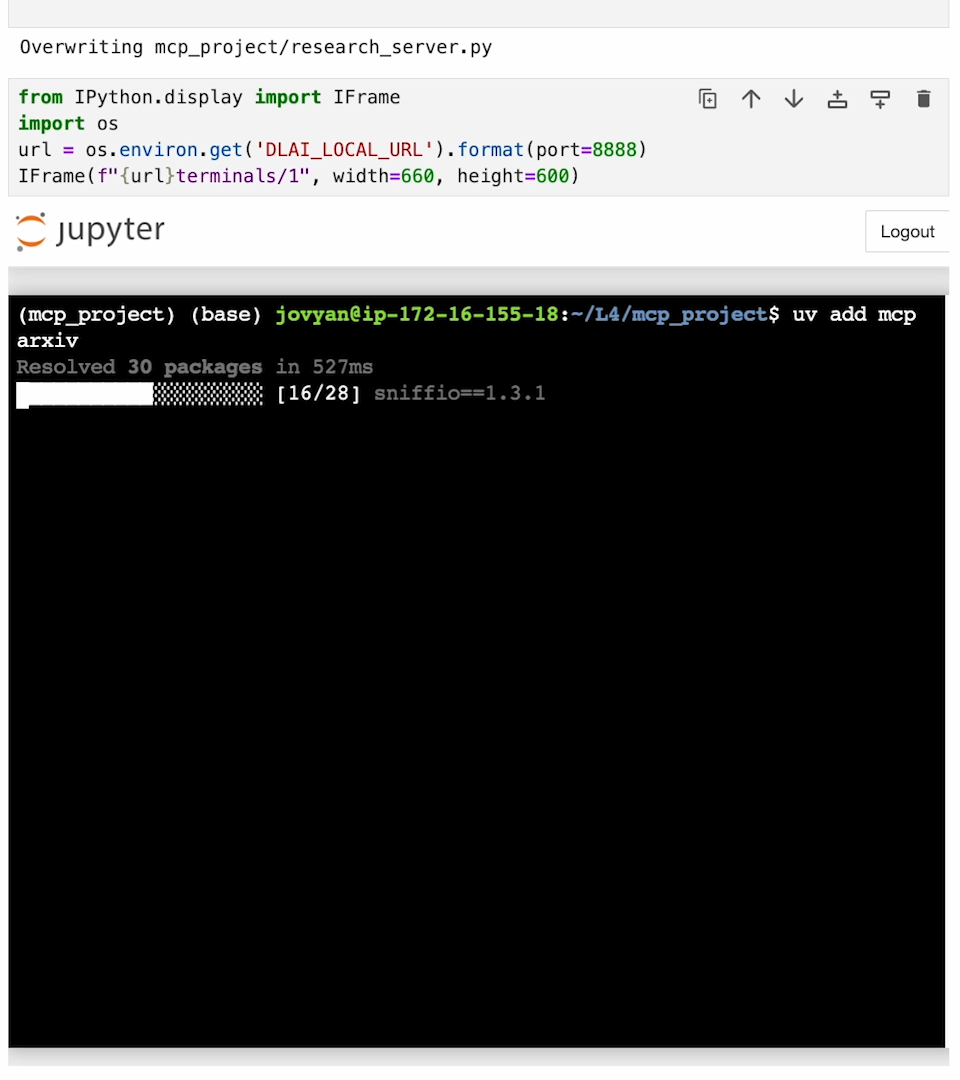 Overwriting mcp_project/research_server.py
from IPython.display import IFrame
import os
url = os.environ.get('DLAI_LOCAL_URL').format(port=8888)
IFrame(f"{url}terminals/1", width=660, height=600)
jupyter
Logout
(mcp_project) (base) jovyan@ip-172-16-155-18:~/L4/mcp_project$ uv add mcp
arxiv
Resolved 30 packages in 527ms
[16/28] sniffio==1.3.1